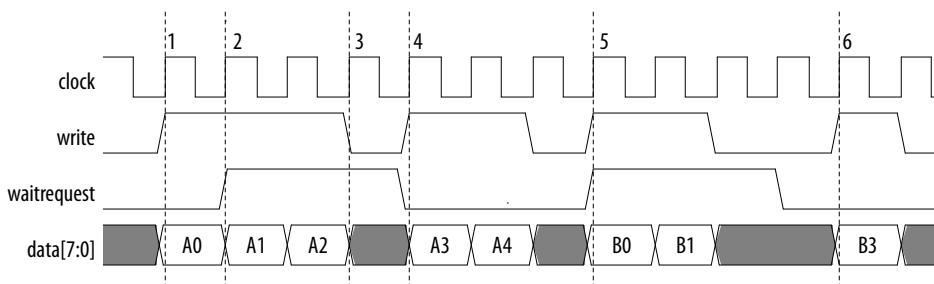 1 2 3 4 5 6
clock
write
waitrequest
data[7:0] A0 A1 A2 A3 A4 B0 B1 B3